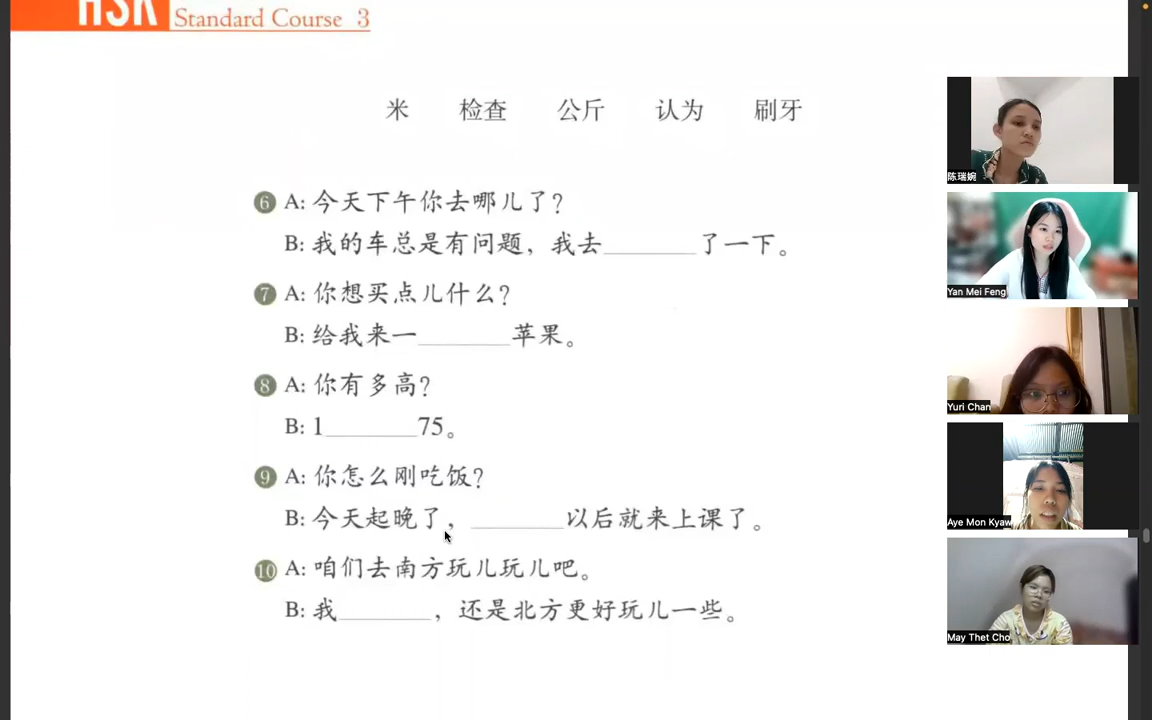 HSK Standard Course 3
米 检查 公斤 认为 刷牙
6 A: 今天下午你去哪儿了?
B: 我的车总是有问题，我去________了一下。
7 A: 你想买点儿什么?
B: 给我来一________苹果。
8 A: 你有多高?
B: 1________75。
9 A: 你怎么刚吃饭?
B: 今天起晚了，________以后就来上课了。
10 A: 咱们去南方玩儿玩儿吧。
B: 我________，还是北方更好玩儿一些。
陈瑞婉
Yan Mei Feng
Yuri Chan
Aye Mon Kyaw
May Thet Cho